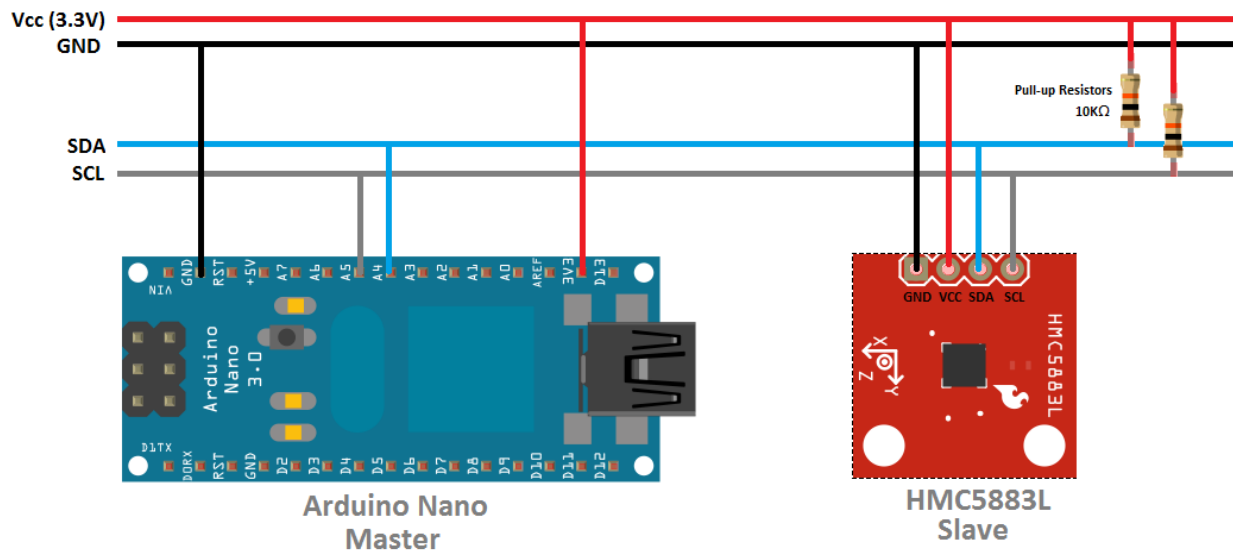 Vcc (3.3V)
GND
Pull-up Resistors
10KΩ
SDA
SCL
GND
RST
+5V
A7
A6
A5
A4
A3
A2
A1
A0
AREF
3V3
D13
VIN
Arduino
Nano
3.0
D1TX
D0RX
RST
GND
D2
D3
D4
D5
D6
D7
D8
D9
D10
D11
D12
GND VCC SDA SCL
X
Y
Z
HMC5883L
Arduino Nano
Master
HMC5883L
Slave